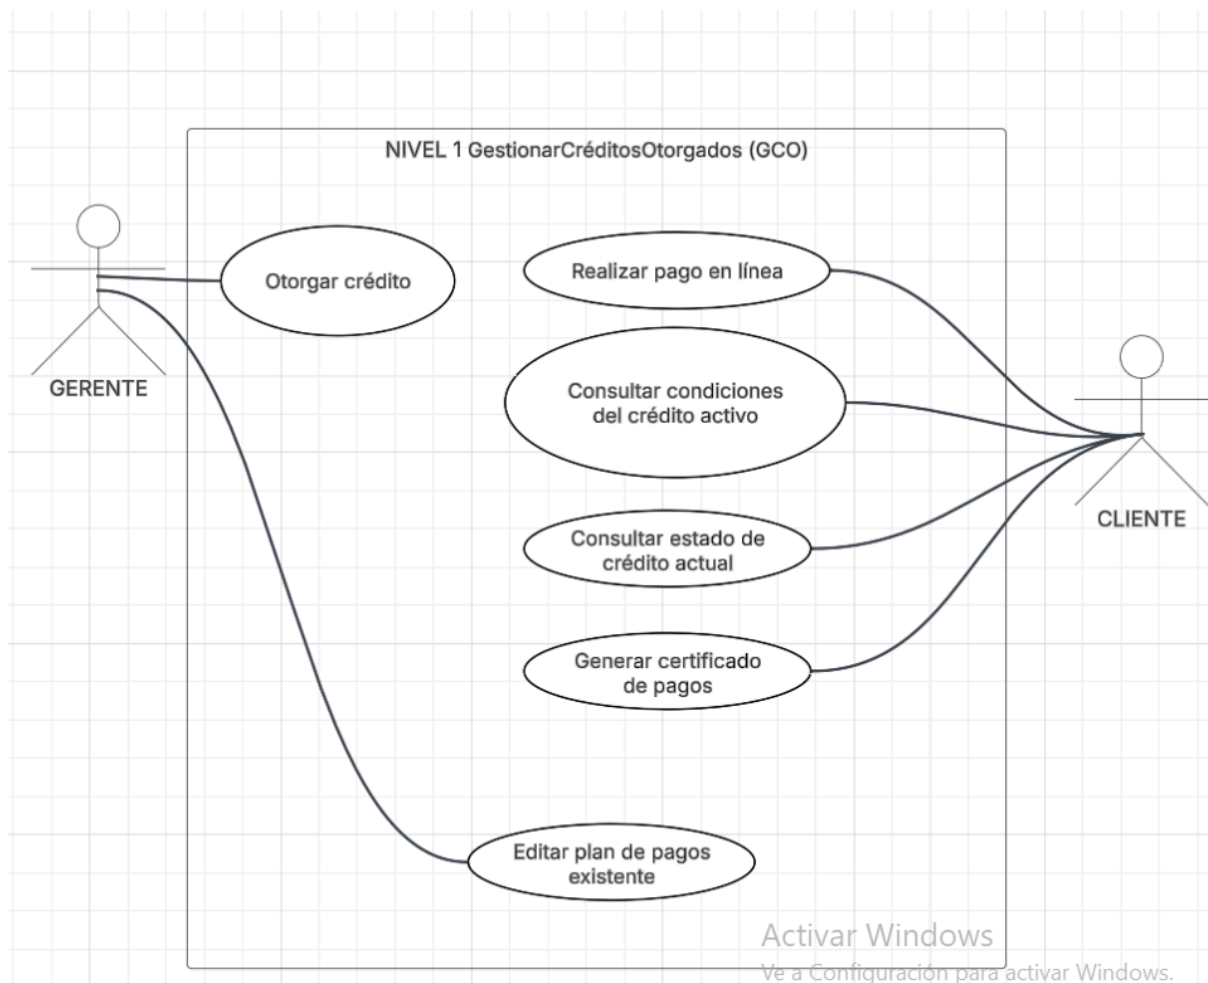 NIVEL 1 GestionarCréditosOtorgados (GCO)
Otorgar crédito
GERENTE
Realizar pago en línea
Consultar condiciones
del crédito activo
Consultar estado de
crédito actual
Generar certificado
de pagos
CLIENTE
Editar plan de pagos
existente
Activar Windows
Ve a Configuración para activar Windows.